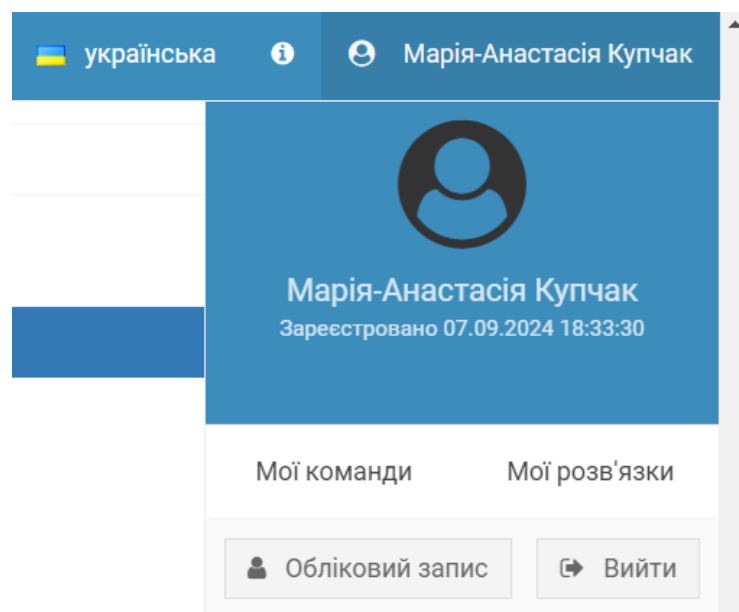 українська Марія-Анастасія Купчак
Марія-Анастасія Купчак
Зареєстровано 07.09.2024 18:33:30
Мої команди Мої розв'язки
Обліковий запис Вийти